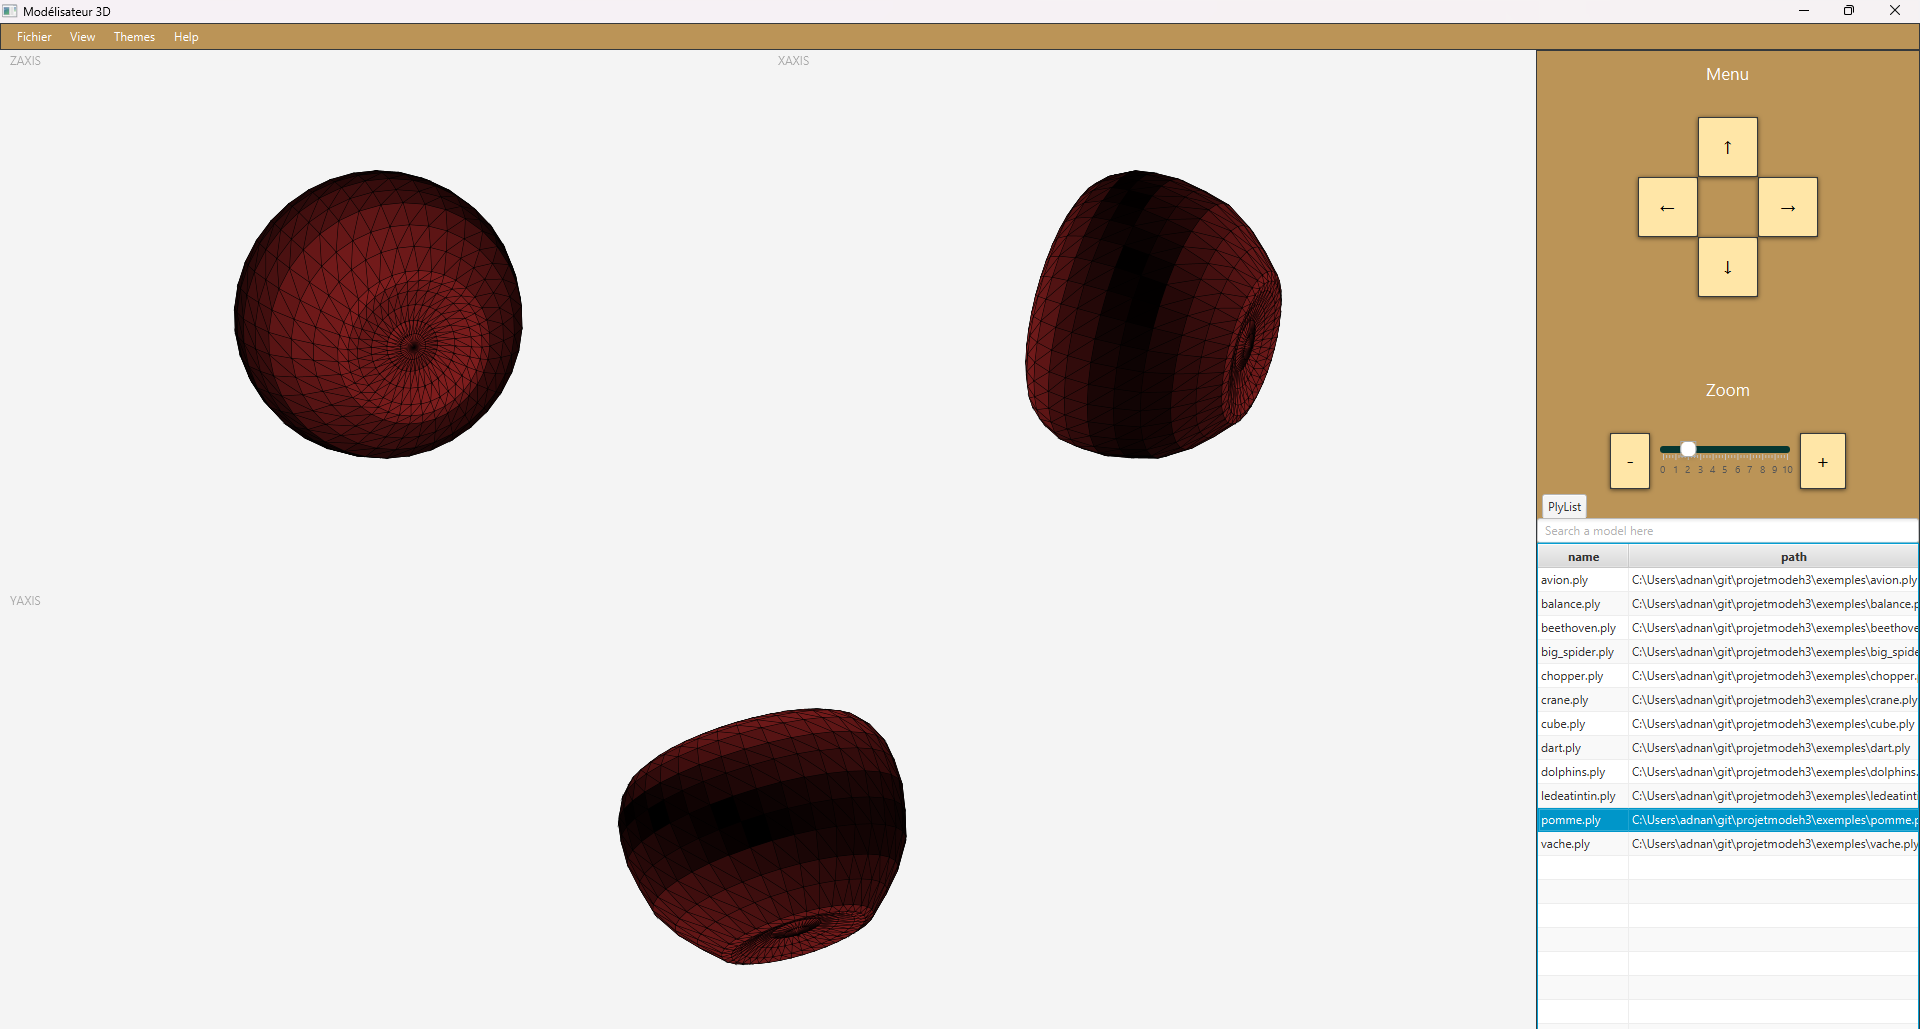 Modélisateur 3D
Fichier View Themes Help
ZAXIS
XAXIS
YAXIS
Menu
↑
← →
↓
Zoom
- +
0 1 2 3 4 5 6 7 8 9 10
PlyList
Search a model here
name path
avion.ply C:\Users\adnan\git\projetmodeh3\exemples\avion.ply
balance.ply C:\Users\adnan\git\projetmodeh3\exemples\balance.p
beethoven.ply C:\Users\adnan\git\projetmodeh3\exemples\beethove
big_spider.ply C:\Users\adnan\git\projetmodeh3\exemples\big_spide
chopper.ply C:\Users\adnan\git\projetmodeh3\exemples\chopper.
crane.ply C:\Users\adnan\git\projetmodeh3\exemples\crane.ply
cube.ply C:\Users\adnan\git\projetmodeh3\exemples\cube.ply
dart.ply C:\Users\adnan\git\projetmodeh3\exemples\dart.ply
dolphins.ply C:\Users\adnan\git\projetmodeh3\exemples\dolphins.
ledeatintin.ply C:\Users\adnan\git\projetmodeh3\exemples\ledeatint
pomme.ply C:\Users\adnan\git\projetmodeh3\exemples\pomme.p
vache.ply C:\Users\adnan\git\projetmodeh3\exemples\vache.ply